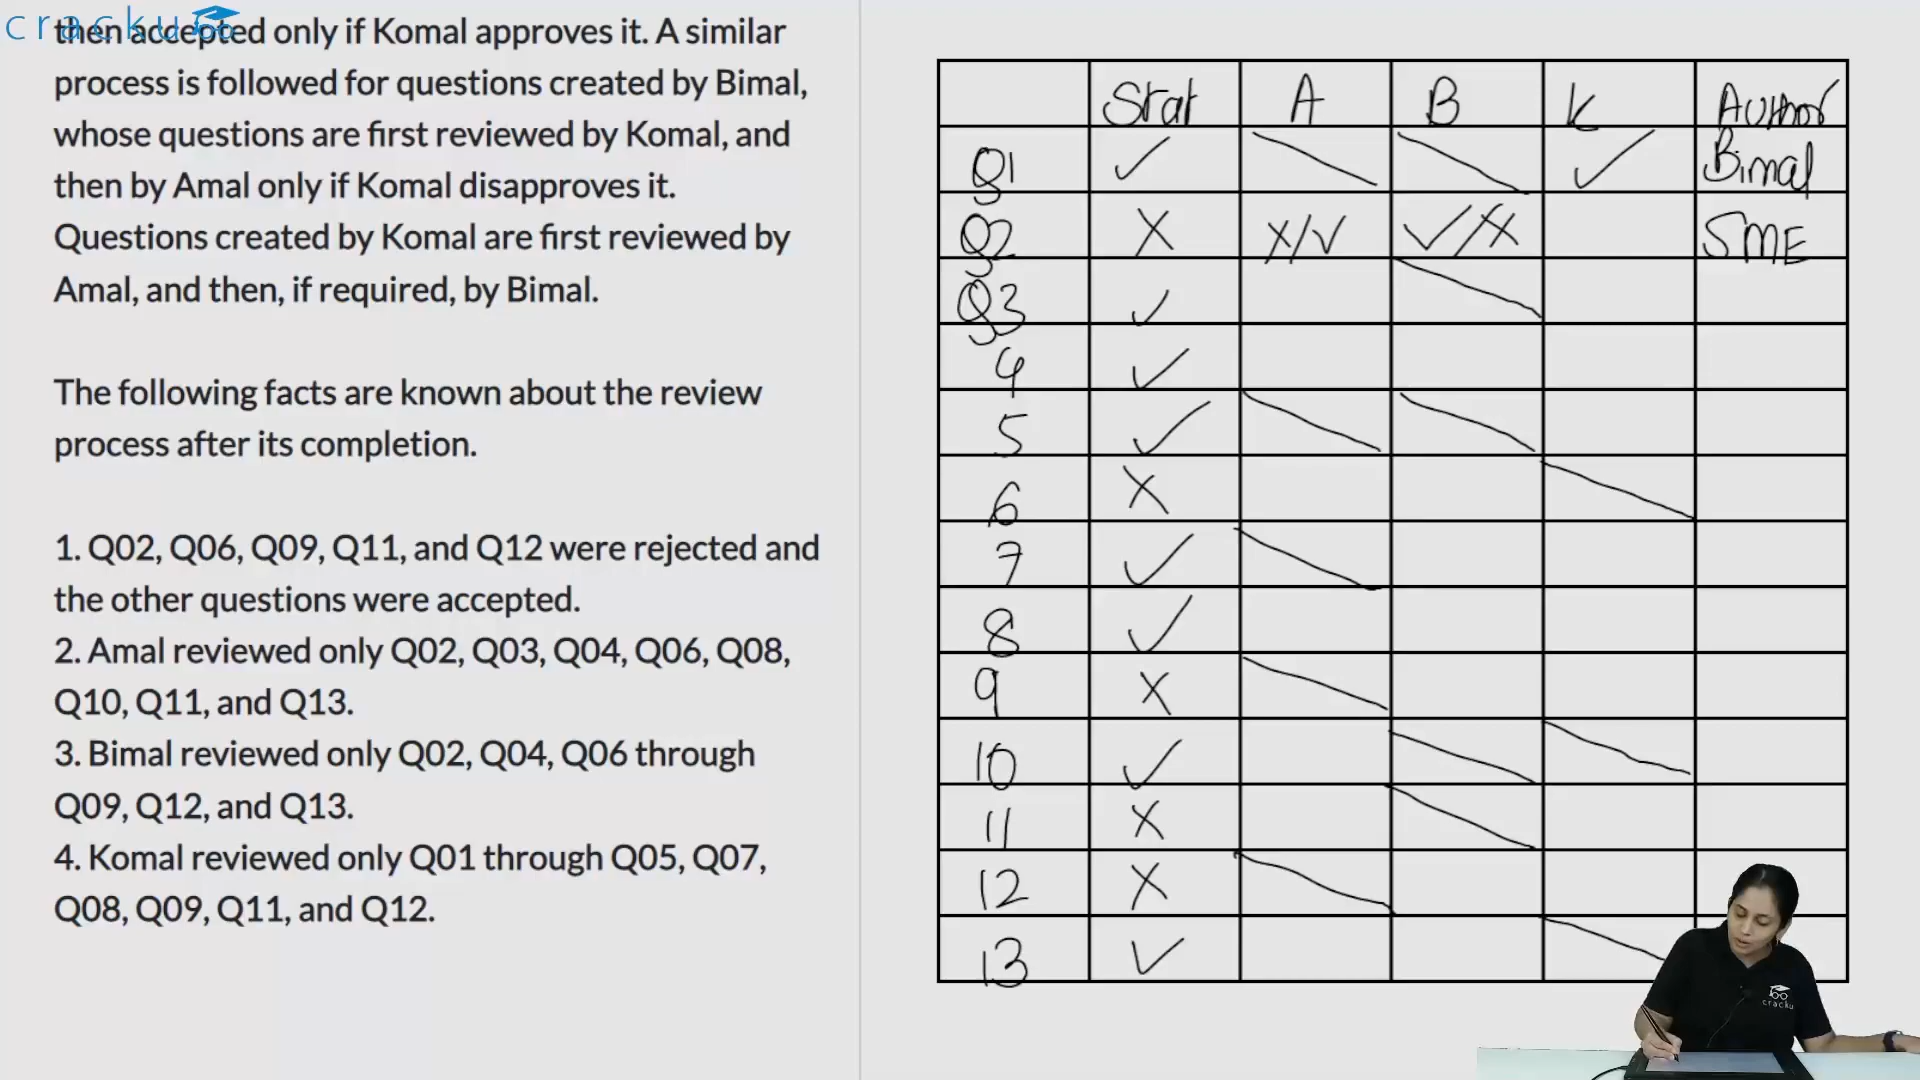 cracku
then accepted only if Komal approves it. A similar
process is followed for questions created by Bimal,
whose questions are first reviewed by Komal, and
then by Amal only if Komal disapproves it.
Questions created by Komal are first reviewed by
Amal, and then, if required, by Bimal.
The following facts are known about the review
process after its completion.
1. Q02, Q06, Q09, Q11, and Q12 were rejected and
the other questions were accepted.
2. Amal reviewed only Q02, Q03, Q04, Q06, Q08,
Q10, Q11, and Q13.
3. Bimal reviewed only Q02, Q04, Q06 through
Q09, Q12, and Q13.
4. Komal reviewed only Q01 through Q05, Q07,
Q08, Q09, Q11, and Q12.
Stat A B K Author
Q1 ✓ ✓ Bimal
Q2 X X/✓ ✓/X SME
Q3 ✓
4 ✓
5 ✓
6 X
7 ✓
8 ✓
9 X
10 ✓
11 X
12 X
13 ✓
cracku